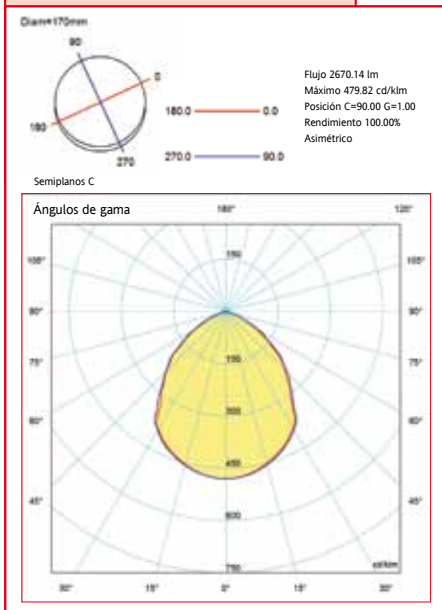 Diam=170mm
90
0
180
270
180.0 0.0
270.0 90.0
Flujo 2670.14 lm
Máximo 479.82 cd/klm
Posición C=90.00 G=1.00
Rendimiento 100.00%
Asimétrico
Semiplanos C
Ángulos de gama
180° 120°
150
105° 105°
90° 90°
150
75° 75°
300
60° 60°
450
45° 45°
600
750
cd/klm
30° 15° 0° 15° 30°